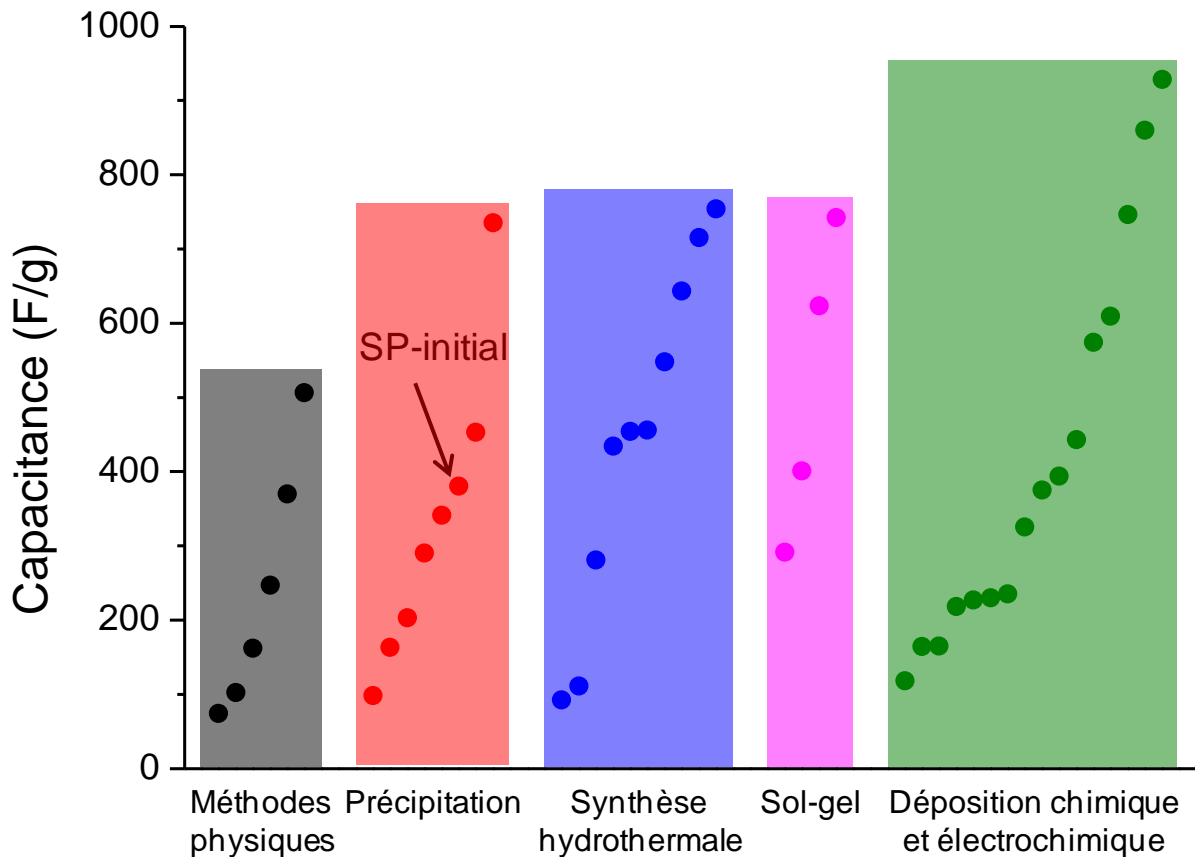 1000
800
600
400
200
0
Capacitance (F/g)
SP-initial
Méthodes
physiques
Précipitation
Synthèse
hydrothermale
Sol-gel
Déposition chimique
et électrochimique